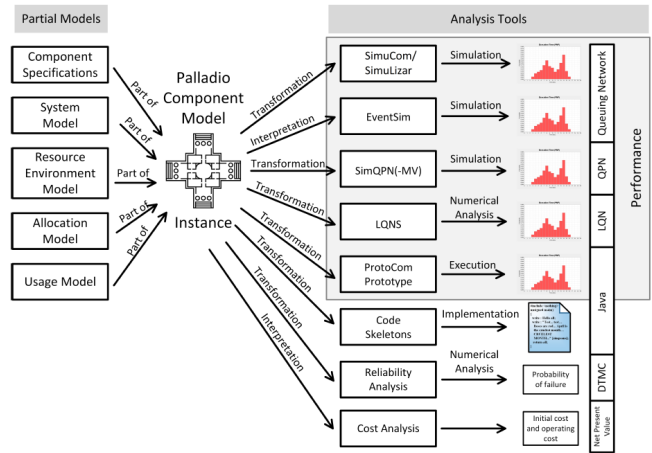 Partial Models
Analysis Tools
Component
Specifications
System
Model
Resource
Environment
Model
Allocation
Model
Usage Model
Part of
Part of
Part of
Part of
Part of
Palladio
Component
Model
Instance
Transformation
Interpretation
Transformation
Transformation
Transformation
Transformation
Transformation
Interpretation
SimuCom/
SimuLizar
Simulation
EventSim
Simulation
SimQPN(-MV)
Simulation
LQNS
Numerical
Analysis
ProtoCom
Prototype
Execution
Code
Skeletons
Implementation
Reliability
Analysis
Numerical
Analysis
Probability
of failure
Cost Analysis
Initial cost
and operating
cost
Queuing Network
QPN
LQN
Java
DTMC
Net Present
Value
Performance